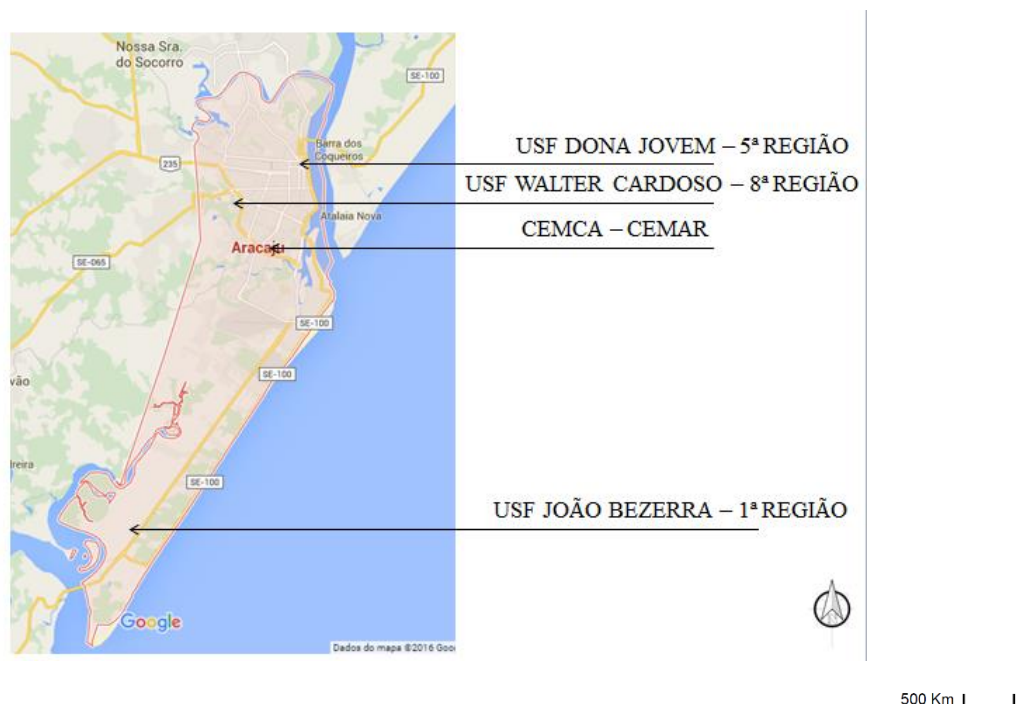 Nossa Sra.
do Socorro
SE-100
Barra dos
Coqueiros
USF DONA JOVEM – 5ª REGIÃO
235
USF WALTER CARDOSO – 8ª REGIÃO
Atalaia Nova
CEMCA – CEMAR
Aracaju
SE-065
SE-100
SE-100
vão
reira
SE-100
USF JOÃO BEZERRA – 1ª REGIÃO
Google
Dados do mapa ©2016 Goo
500 Km